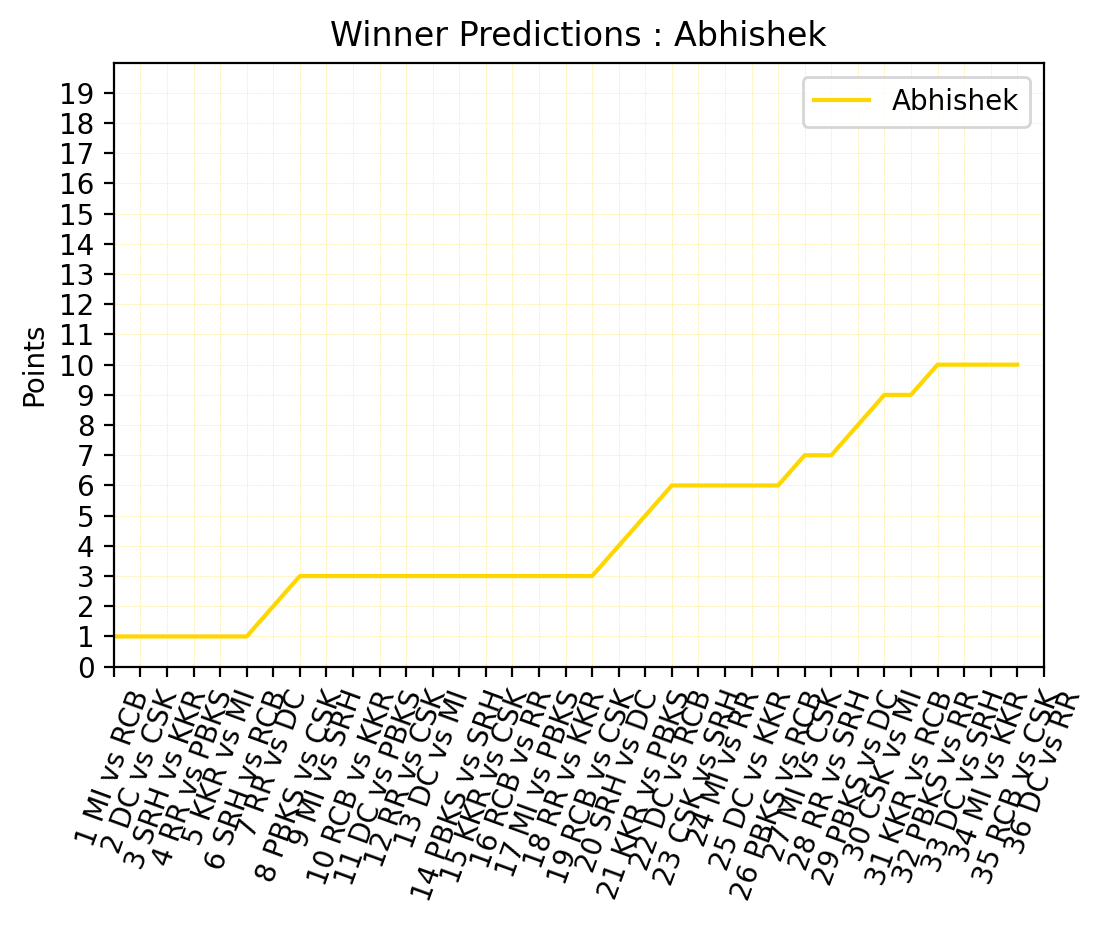 Winner Predictions : Abhishek
Abhishek
Points
19
18
17
16
15
14
13
12
11
10
9
8
7
6
5
4
3
2
1
0
1 MI vs RCB
2 DC vs CSK
3 SRH vs KKR
4 RR vs PBKS
5 KKR vs MI
6 SRH vs RCB
7 RR vs DC
8 PBKS vs CSK
9 MI vs SRH
10 RCB vs KKR
11 DC vs PBKS
12 RR vs CSK
13 DC vs MI
14 PBKS vs SRH
15 KKR vs CSK
16 RCB vs RR
17 MI vs PBKS
18 RR vs KKR
19 RCB vs CSK
20 SRH vs DC
21 KKR vs PBKS
22 DC vs RCB
23 CSK vs SRH
24 MI vs RR
25 DC vs KKR
26 PBKS vs RCB
27 MI vs CSK
28 RR vs SRH
29 PBKS vs DC
30 CSK vs MI
31 KKR vs RCB
32 PBKS vs RR
33 DC vs SRH
34 MI vs KKR
35 RCB vs CSK
36 DC vs RR